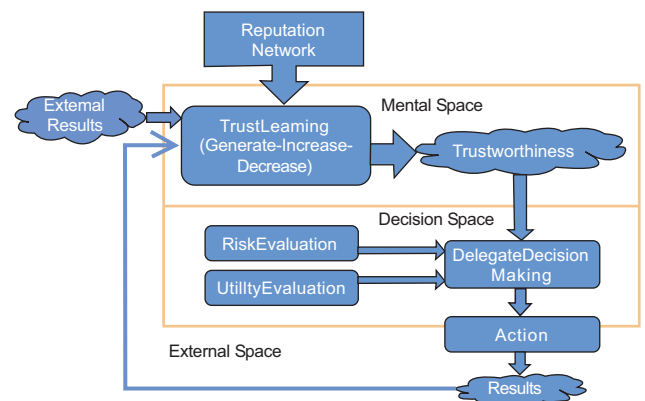 Reputation
Network
External
Results
Mental Space
TrustLeaming
(Generate-Increase-
Decrease)
Trustworthiness
Decision Space
RiskEvaluation
DelegateDecision
Making
UtilltyEvaluation
Action
External Space
Results